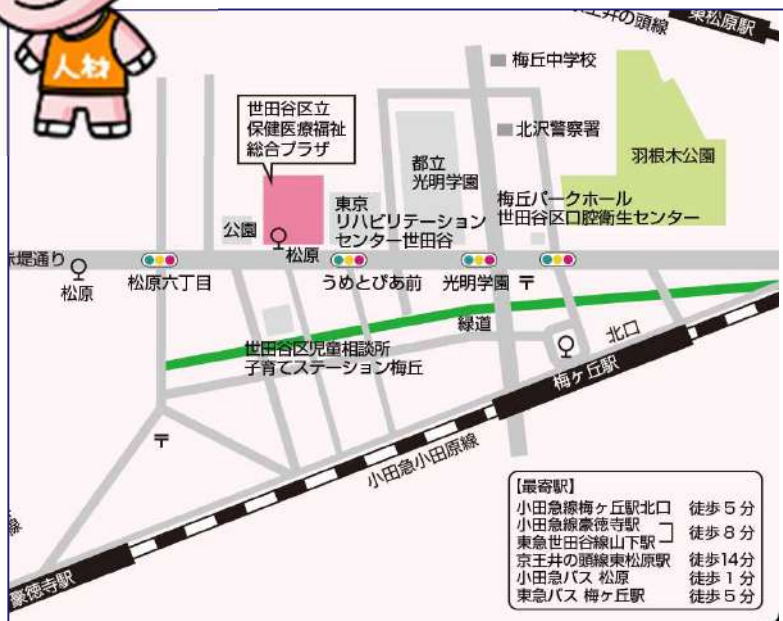 人材
京王井の頭線
東松原駅
梅丘中学校
北沢警察署
羽根木公園
世田谷区立
保健医療福祉
総合プラザ
都立
光明学園
東京
リハビリテーション
センター世田谷
梅丘パークホール
世田谷区口腔衛生センター
公園
松原
赤堤通り
松原
松原六丁目
うめとぴあ前
光明学園
〒
緑道
世田谷区児童相談所
子育てステーション梅丘
北口
梅ヶ丘駅
〒
小田急小田原線
線
豪徳寺駅
【最寄駅】
小田急線梅ヶ丘駅北口 徒歩5分
小田急線豪徳寺駅
東急世田谷線山下駅 徒歩8分
京王井の頭線東松原駅 徒歩14分
小田急バス 松原 徒歩1分
東急バス 梅ヶ丘駅 徒歩5分